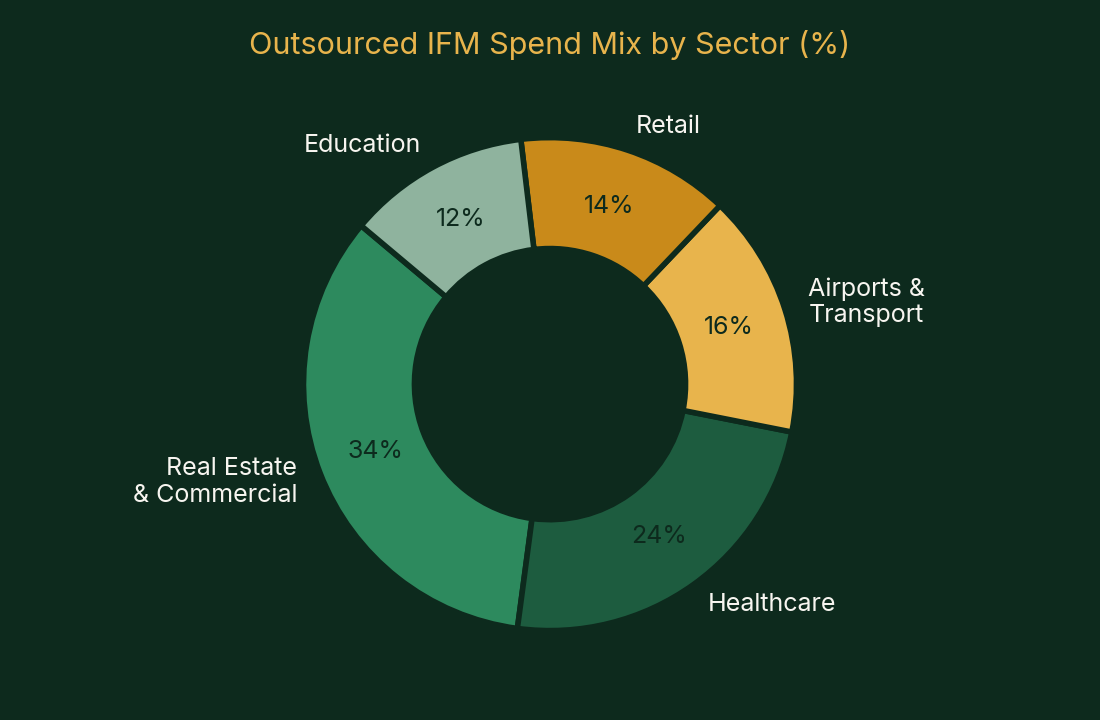 Outsourced IFM Spend Mix by Sector (%)
Retail
Education
14%
12%
Airports &
Transport
16%
34%
Real Estate
& Commercial
24%
Healthcare